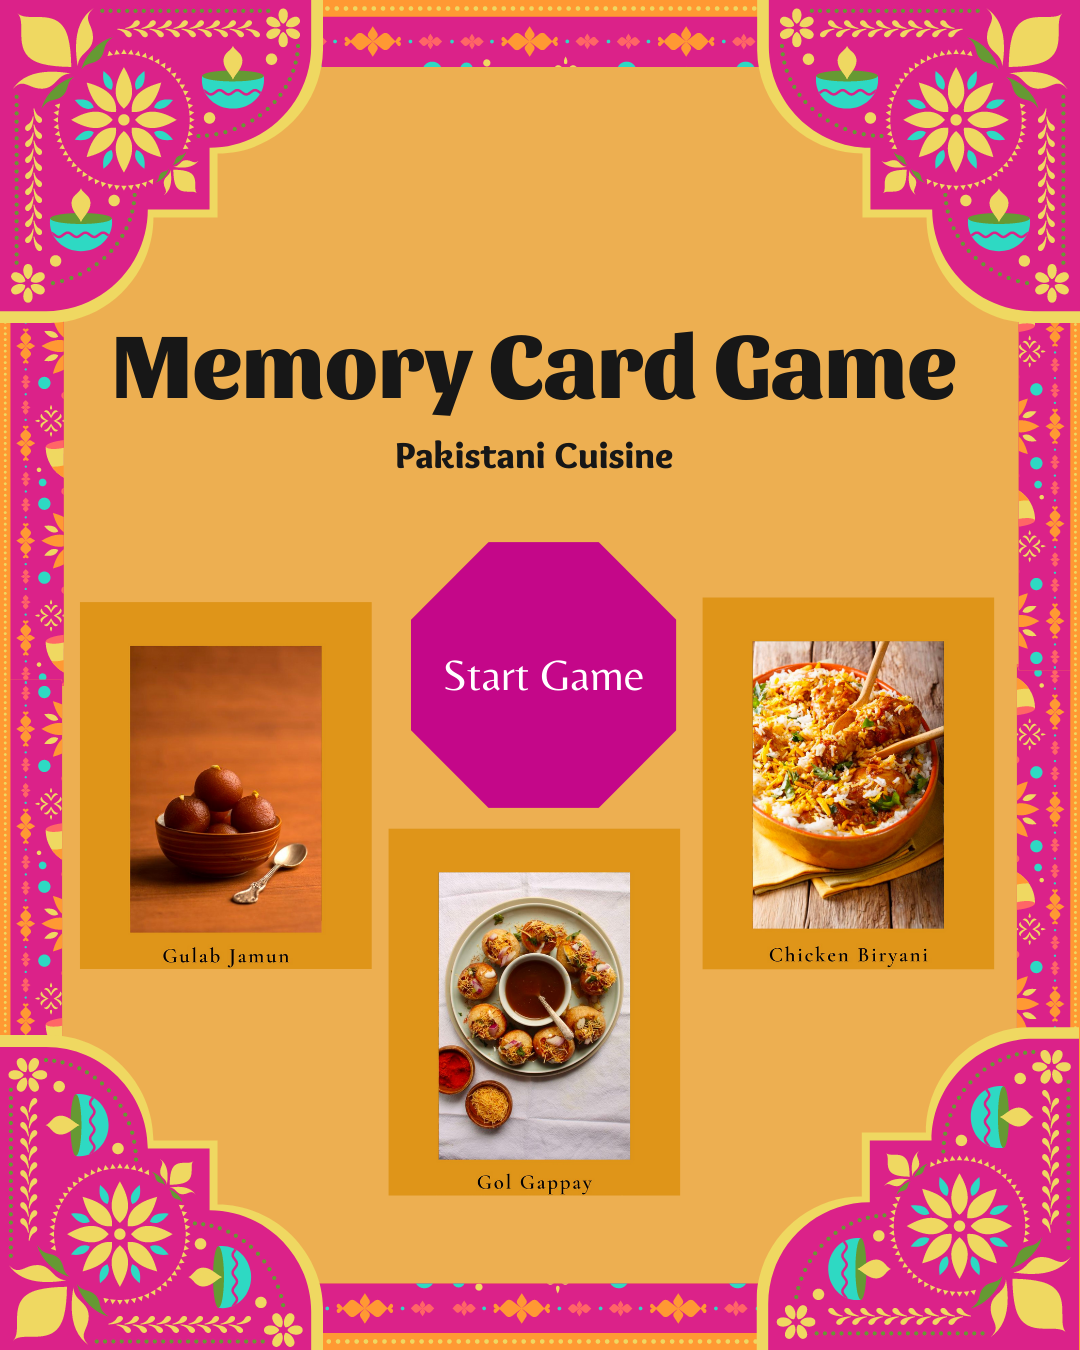 Memory Card Game
Pakistani Cuisine
Start Game
Gulab Jamun
Chicken Biryani
Gol Gappay